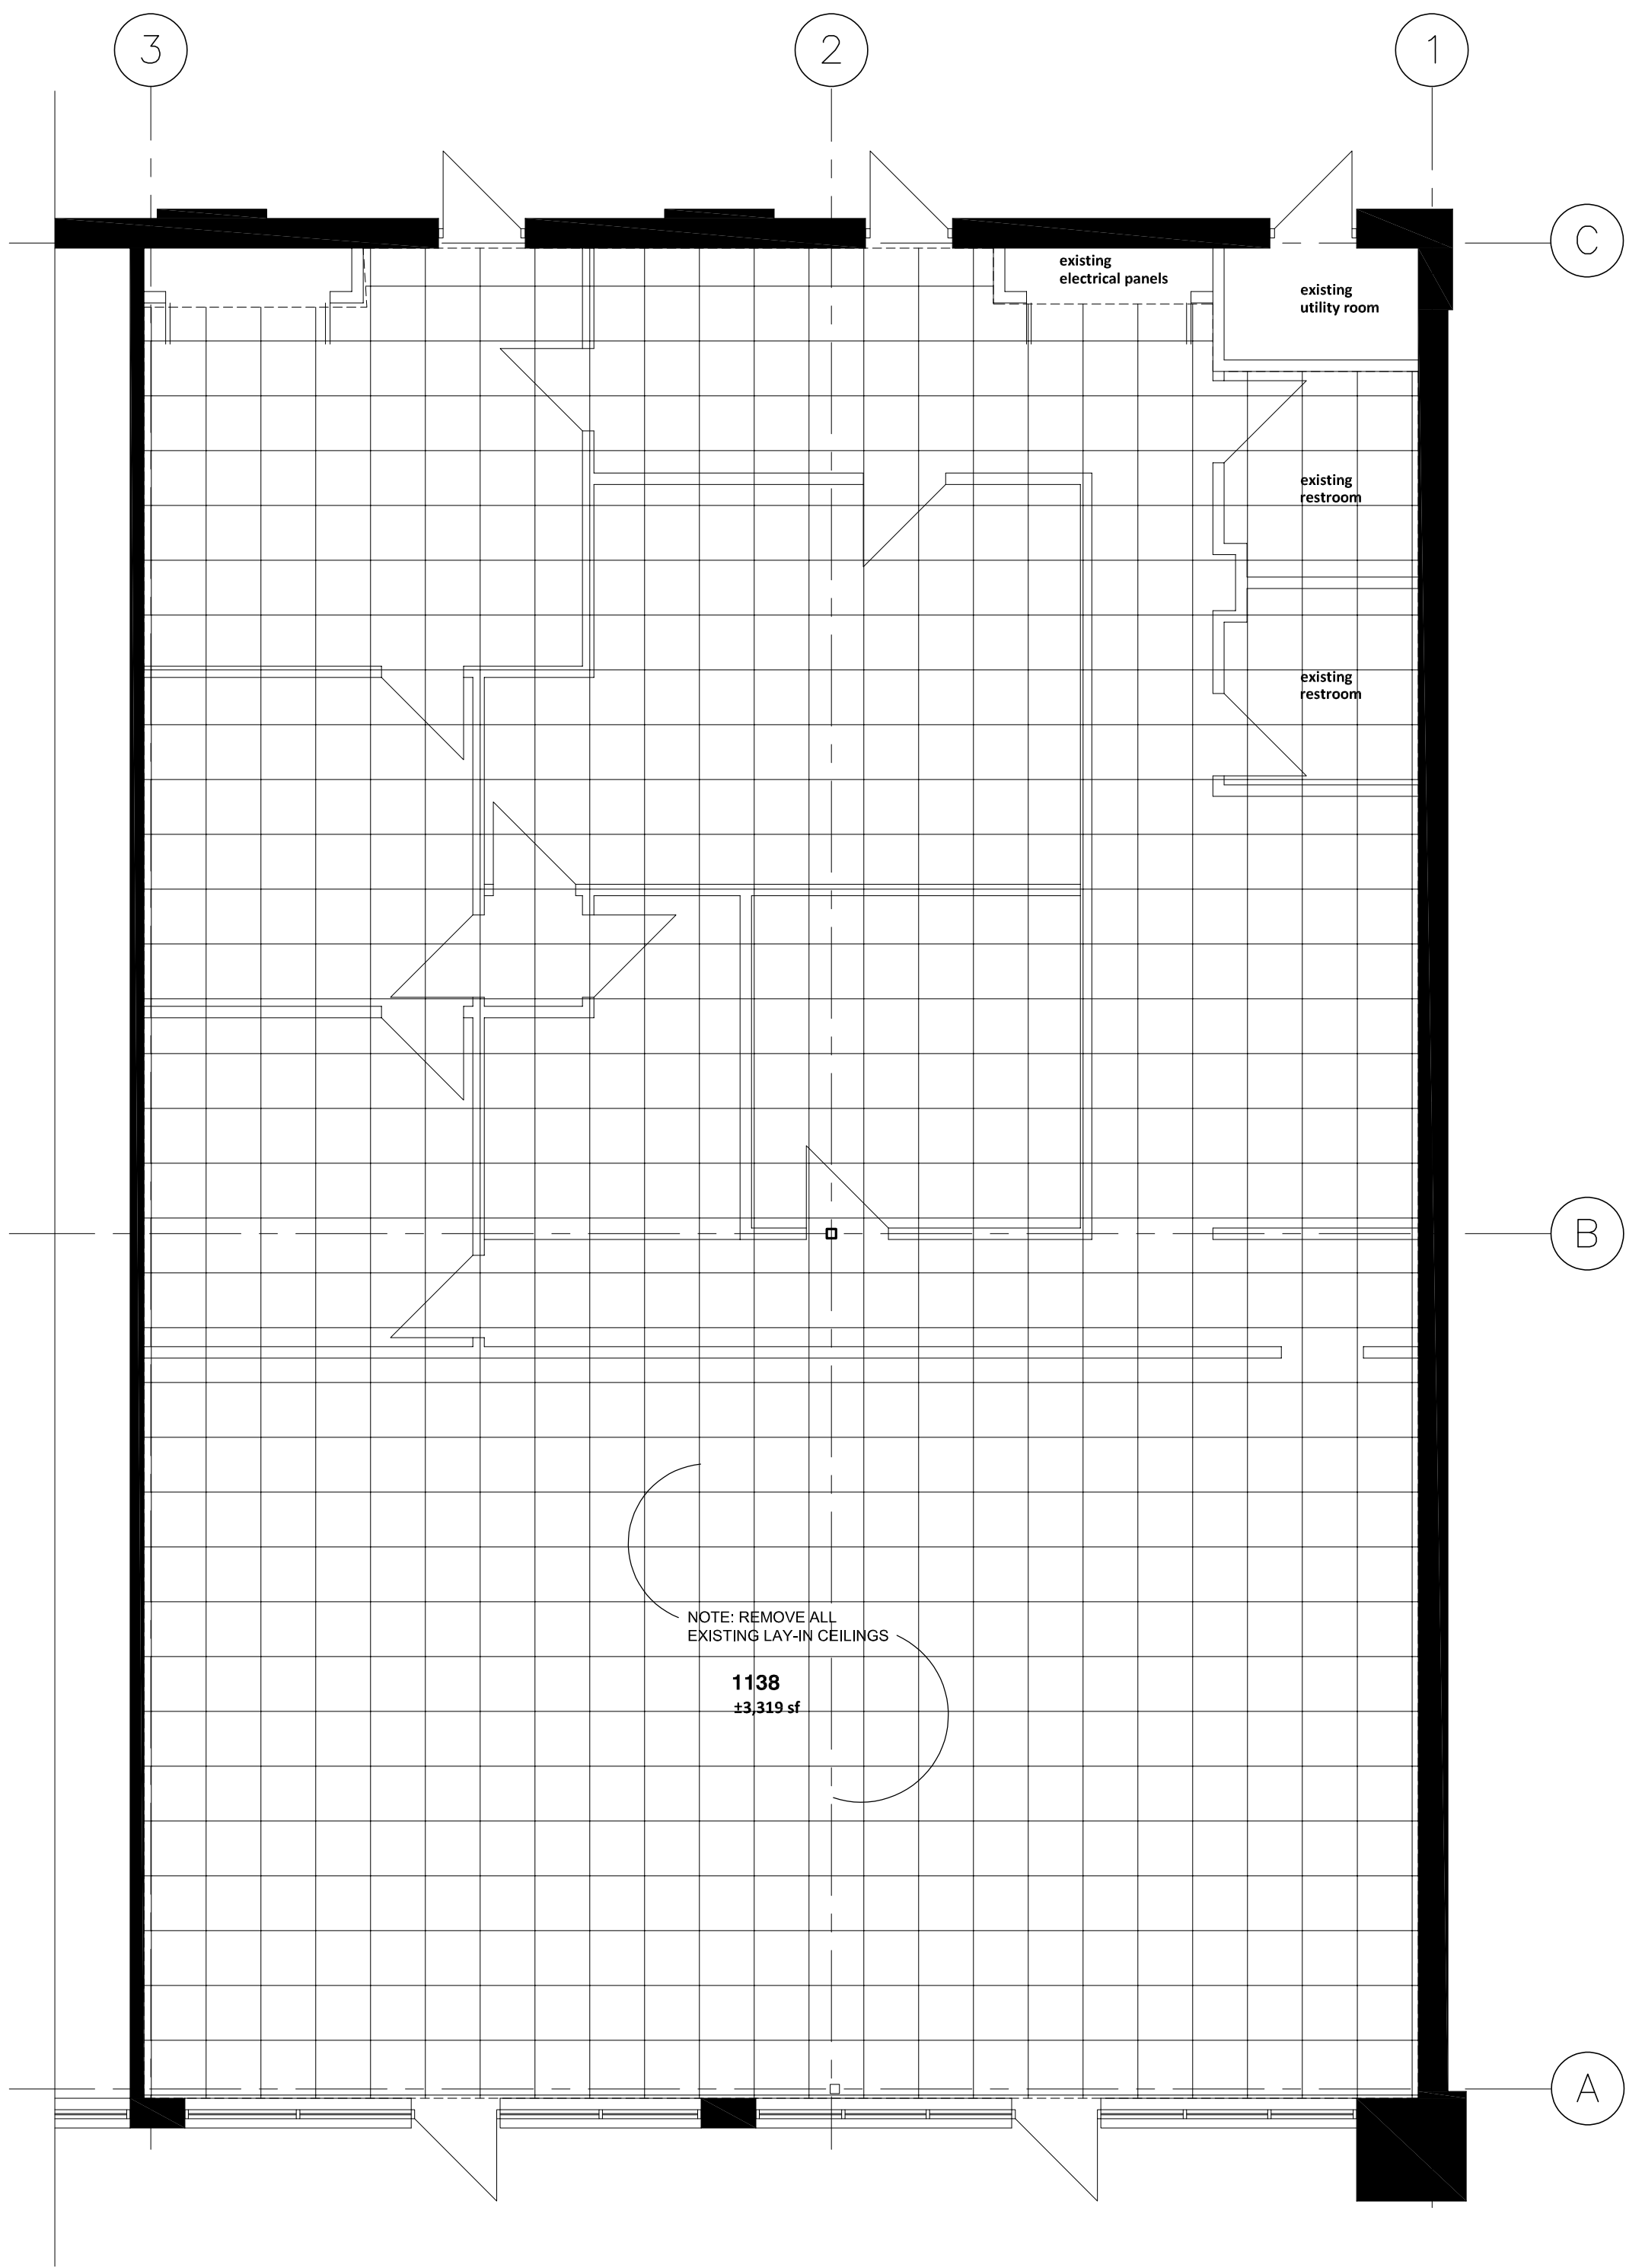 3
2
1
C
existing
electrical panels
existing
utility room
existing
restroom
existing
restroom
B
NOTE: REMOVE ALL
EXISTING LAY-IN CEILINGS
1138
±3,319 sf
A